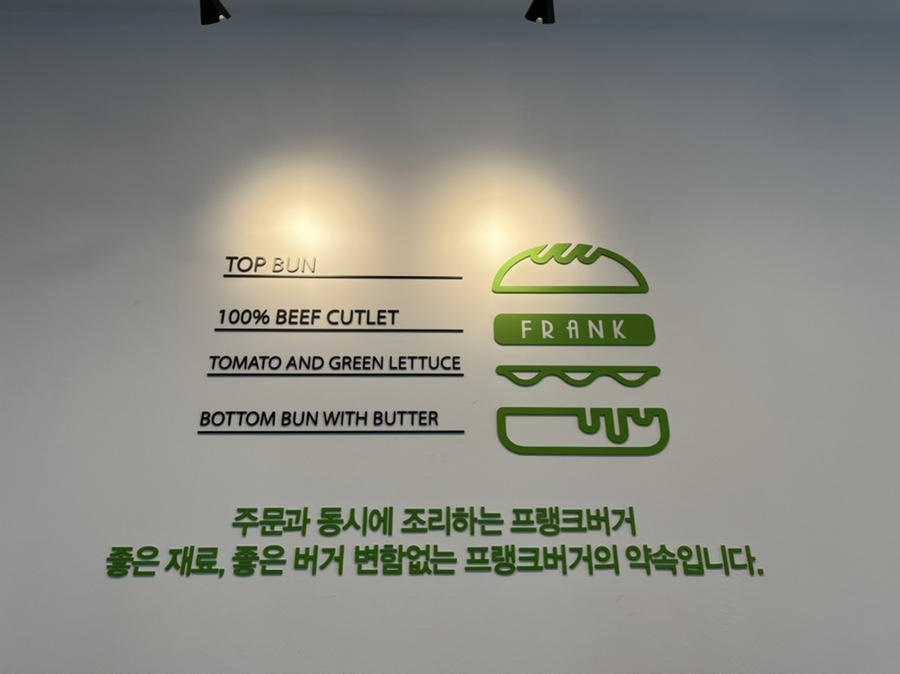 TOP BUN
100% BEEF CUTLET
FRANK
TOMATO AND GREEN LETTUCE
BOTTOM BUN WITH BUTTER
주문과 동시에 조리하는 프랭크버거
좋은 재료, 좋은 버거 변함없는 프랭크버거의 약속입니다.